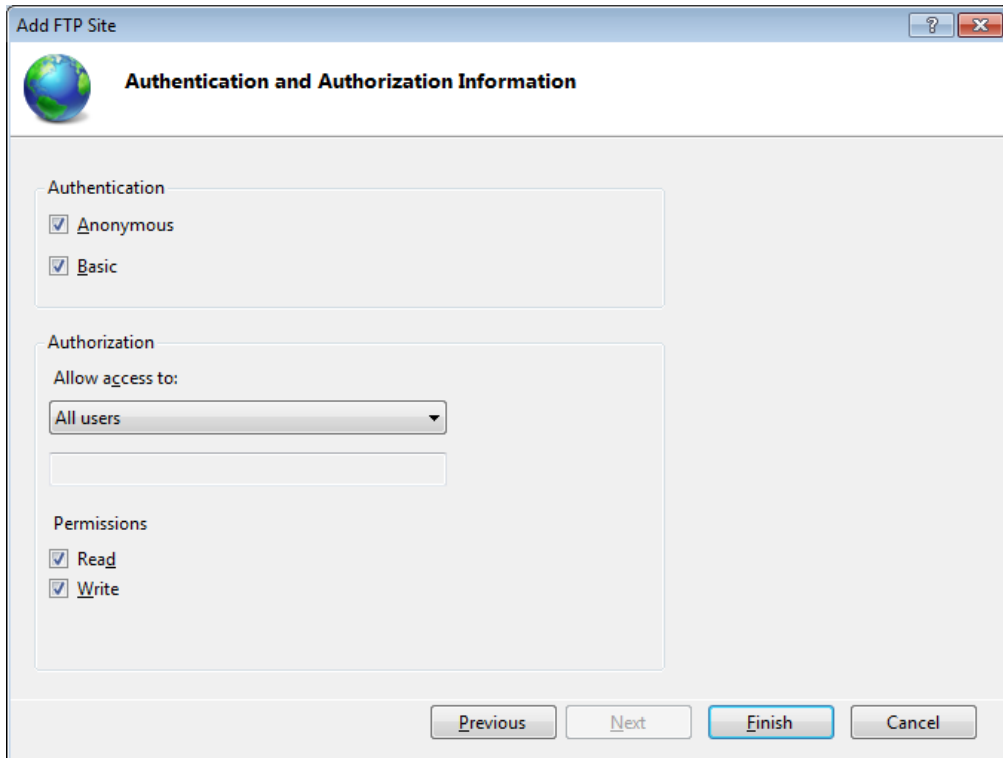 Add FTP Site
Authentication and Authorization Information
Authentication
Anonymous
Basic
Authorization
Allow access to:
All users
Permissions
Read
Write
Previous Next Finish Cancel